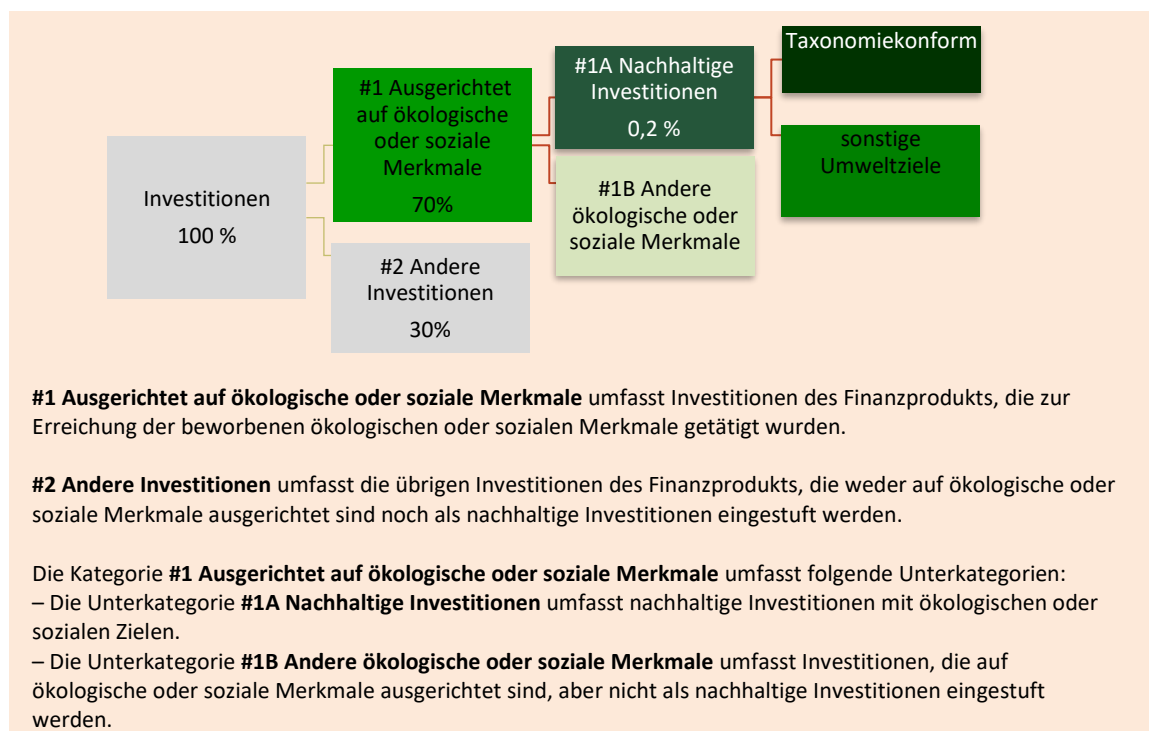 Investitionen
100 %
#1 Ausgerichtet
auf ökologische
oder soziale
Merkmale
70%
#2 Andere
Investitionen
30%
#1A Nachhaltige
Investitionen
0,2 %
#1B Andere
ökologische oder
soziale Merkmale
Taxonomiekonform
sonstige
Umweltziele
#1 Ausgerichtet auf ökologische oder soziale Merkmale umfasst Investitionen des Finanzprodukts, die zur
Erreichung der beworbenen ökologischen oder sozialen Merkmale getätigt wurden.
#2 Andere Investitionen umfasst die übrigen Investitionen des Finanzprodukts, die weder auf ökologische oder
soziale Merkmale ausgerichtet sind noch als nachhaltige Investitionen eingestuft werden.
Die Kategorie #1 Ausgerichtet auf ökologische oder soziale Merkmale umfasst folgende Unterkategorien:
– Die Unterkategorie #1A Nachhaltige Investitionen umfasst nachhaltige Investitionen mit ökologischen oder
sozialen Zielen.
– Die Unterkategorie #1B Andere ökologische oder soziale Merkmale umfasst Investitionen, die auf
ökologische oder soziale Merkmale ausgerichtet sind, aber nicht als nachhaltige Investitionen eingestuft
werden.